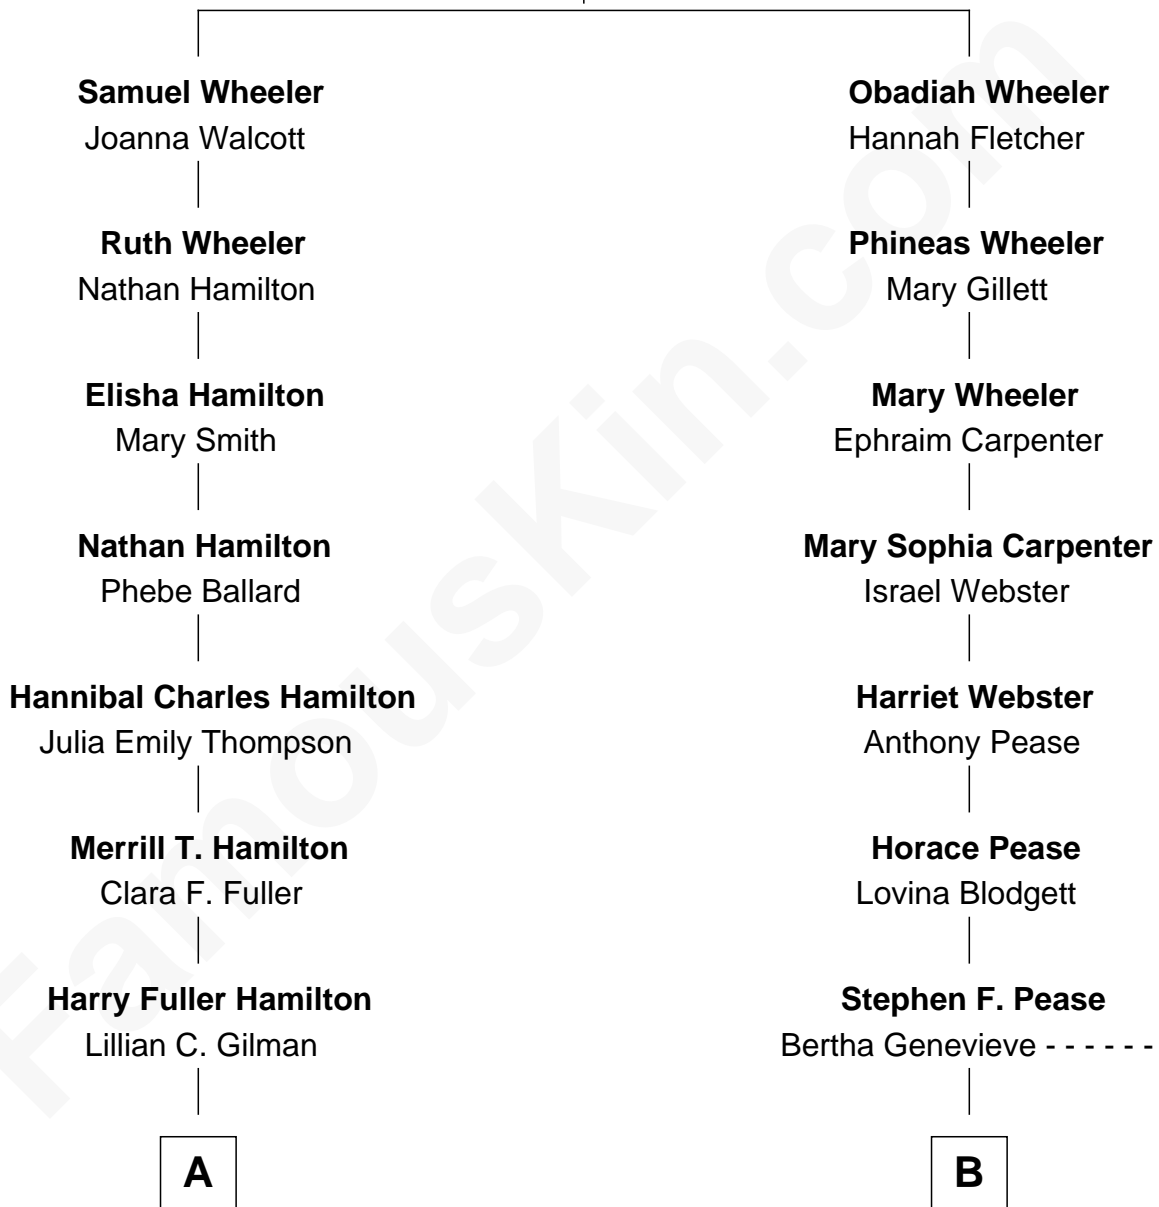 Samuel Wheeler
Joanna Walcott
Ruth Wheeler
Nathan Hamilton
Elisha Hamilton
Mary Smith
Nathan Hamilton
Phebe Ballard
Hannibal Charles Hamilton
Julia Emily Thompson
Merrill T. Hamilton
Clara F. Fuller
Harry Fuller Hamilton
Lillian C. Gilman
A
Obadiah Wheeler
Hannah Fletcher
Phineas Wheeler
Mary Gillett
Mary Wheeler
Ephraim Carpenter
Mary Sophia Carpenter
Israel Webster
Harriet Webster
Anthony Pease
Horace Pease
Lovina Blodgett
Stephen F. Pease
Bertha Genevieve - - - - - -
B
FamousKin.com